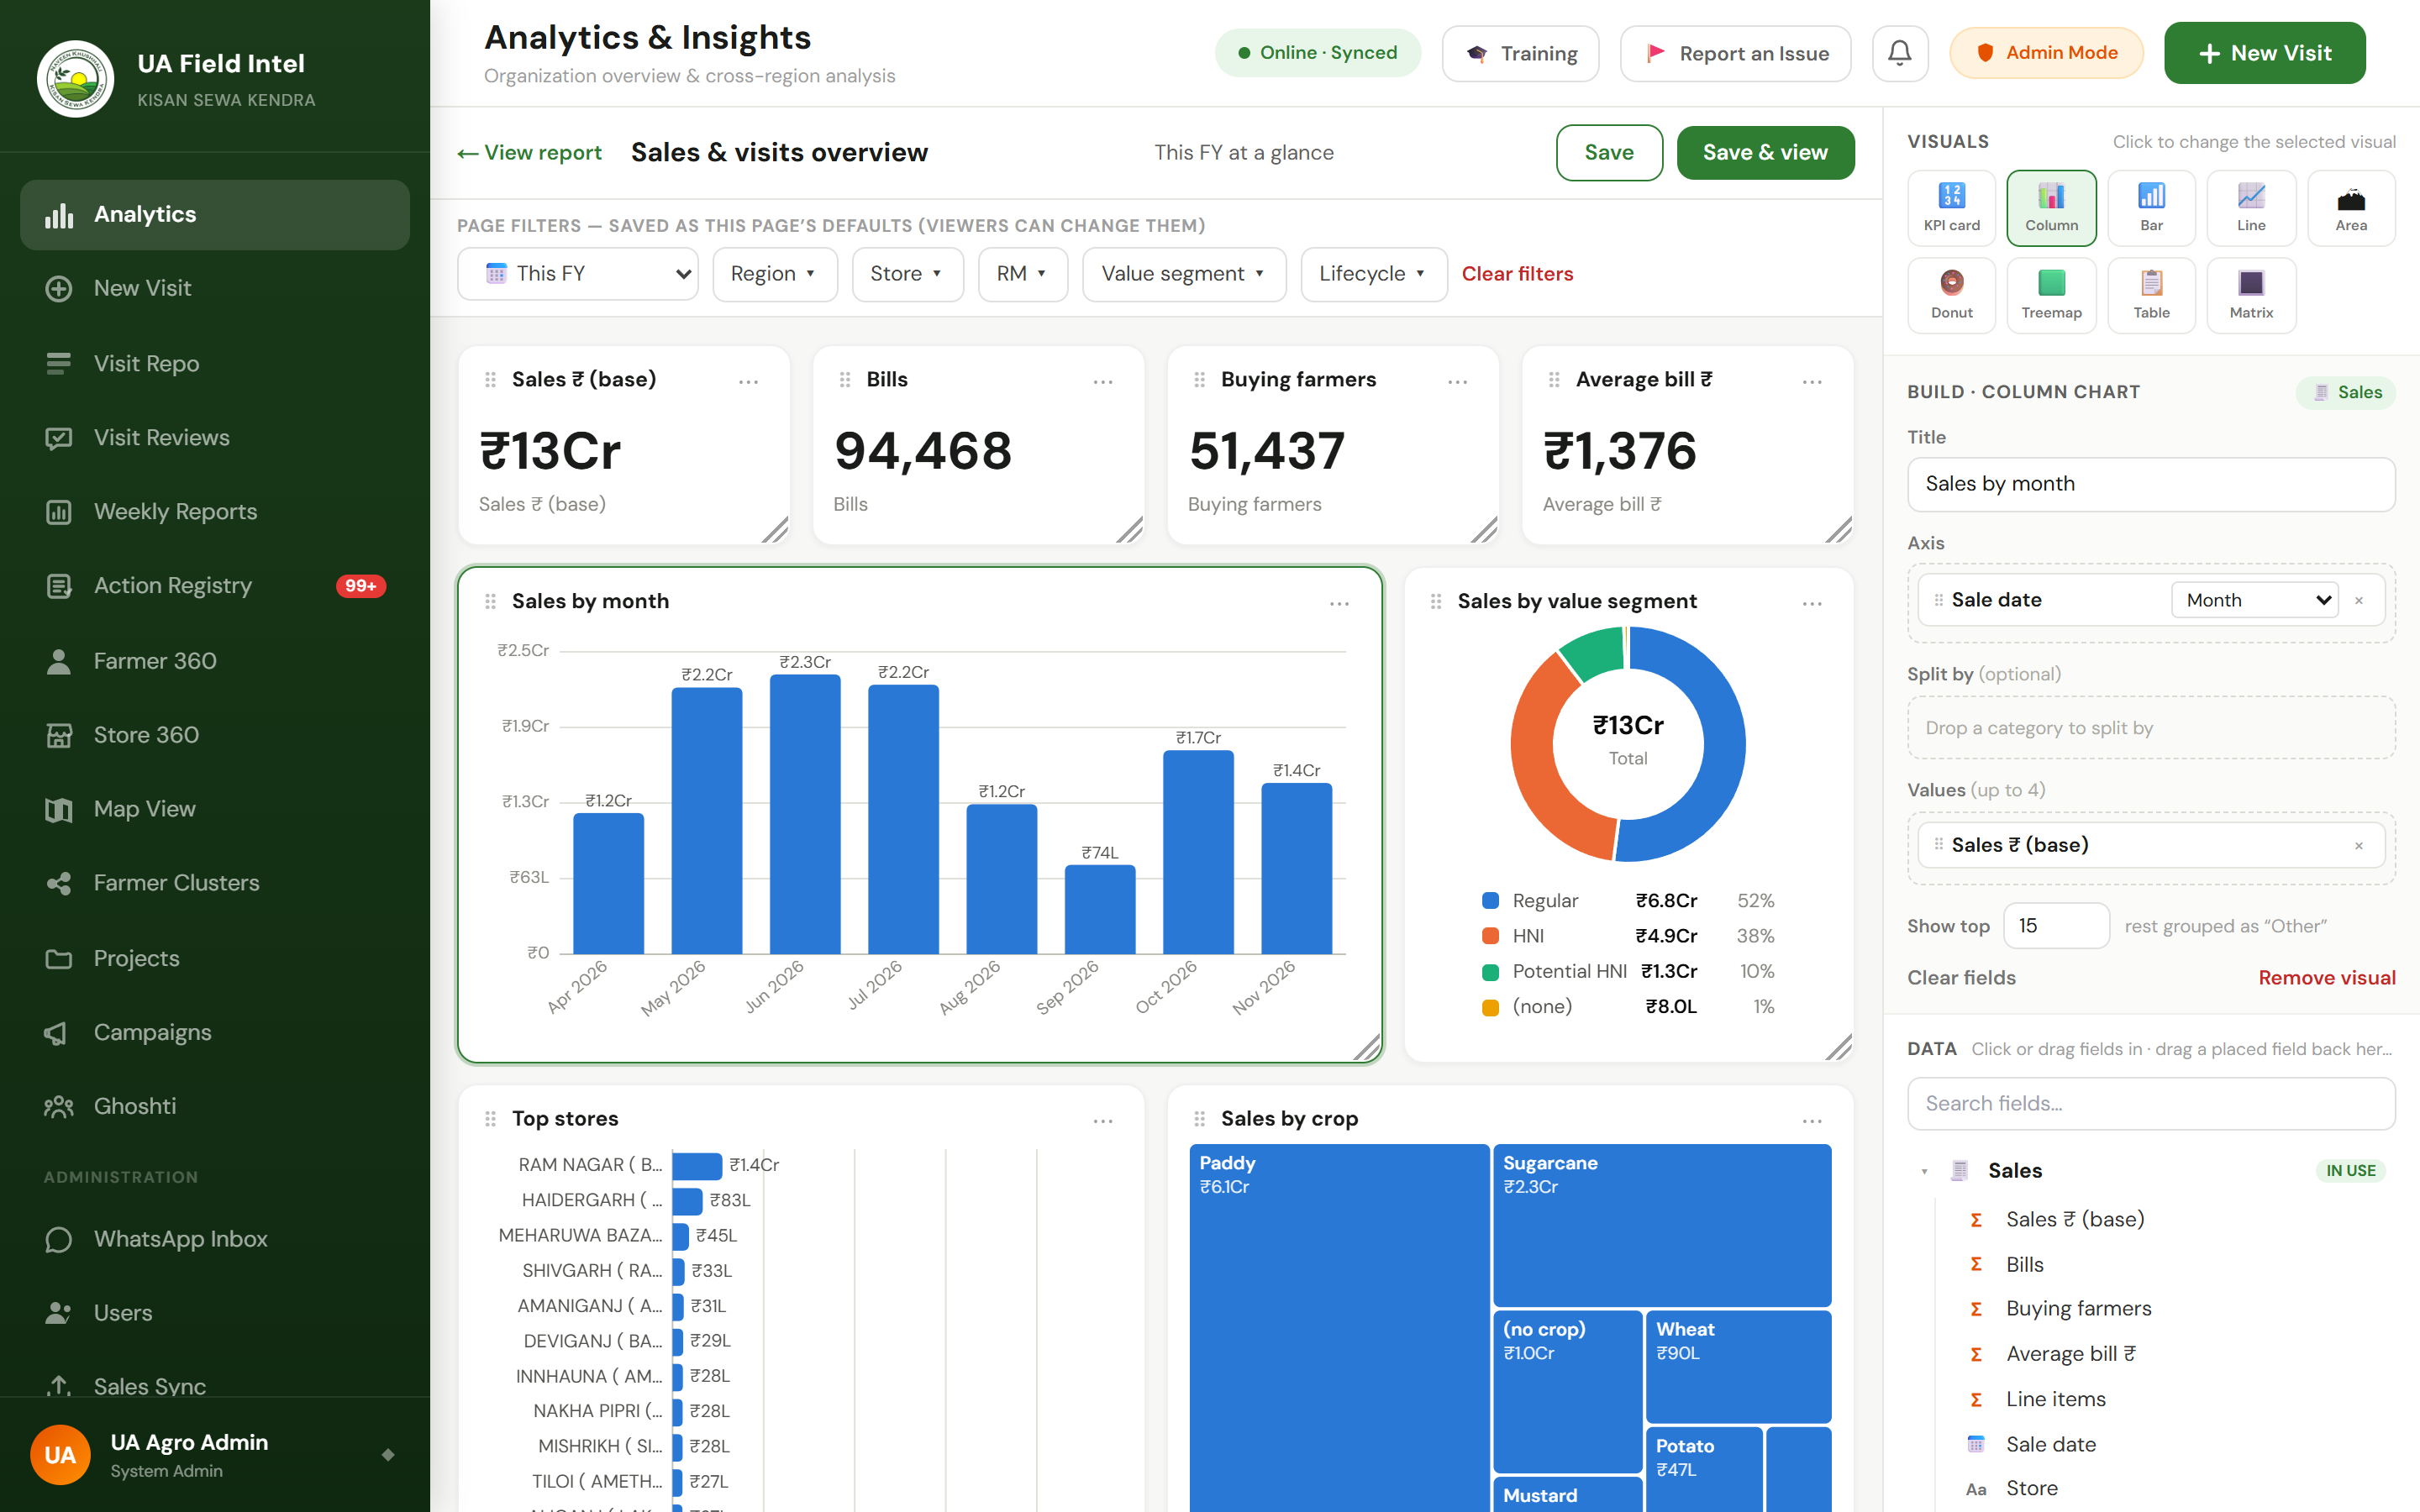 UA Field Intel
KISAN SEWA KENDRA
Analytics
New Visit
Visit Repo
Visit Reviews
Weekly Reports
Action Registry 99+
Farmer 360
Store 360
Map View
Farmer Clusters
Projects
Campaigns
Ghoshti
ADMINISTRATION
WhatsApp Inbox
Users
Sales Sync
UA
UA Agro Admin
System Admin
Analytics & Insights
Organization overview & cross-region analysis
Online · Synced
Training
Report an Issue
Admin Mode
+ New Visit
← View report
Sales & visits overview
This FY at a glance
Save
Save & view
PAGE FILTERS — SAVED AS THIS PAGE’S DEFAULTS (VIEWERS CAN CHANGE THEM)
This FY
Region
Store
RM
Value segment
Lifecycle
Clear filters
Sales ₹ (base) ...
₹13Cr
Sales ₹ (base)
Bills ...
94,468
Bills
Buying farmers ...
51,437
Buying farmers
Average bill ₹ ...
₹1,376
Average bill ₹
Sales by month ...
₹2.5Cr
₹1.9Cr
₹1.3Cr
₹63L
₹0
₹1.2Cr
₹2.2Cr
₹2.3Cr
₹2.2Cr
₹1.2Cr
₹74L
₹1.7Cr
₹1.4Cr
Apr 2026
May 2026
Jun 2026
Jul 2026
Aug 2026
Sep 2026
Oct 2026
Nov 2026
Sales by value segment ...
₹13Cr
Total
Regular ₹6.8Cr 52%
HNI ₹4.9Cr 38%
Potential HNI ₹1.3Cr 10%
(none) ₹8.0L 1%
Top stores ...
RAM NAGAR ( B... ₹1.4Cr
HAIDERGARH ( ... ₹83L
MEHARUWA BAZA... ₹45L
SHIVGARH ( RA... ₹33L
AMANIGANJ ( A... ₹31L
DEVIGANJ ( BA... ₹29L
INNHAUNA ( AM... ₹28L
NAKHA PIPRI (... ₹28L
MISHRIKH ( SI... ₹28L
TILOI ( AMETH... ₹27L
Sales by crop ...
Paddy
₹6.1Cr
Sugarcane
₹2.3Cr
(no crop)
₹1.0Cr
Wheat
₹90L
Potato
₹47L
Mustard
VISUALS
Click to change the selected visual
KPI card
Column
Bar
Line
Area
Donut
Treemap
Table
Matrix
BUILD · COLUMN CHART
Sales
Title
Sales by month
Axis
Sale date Month ×
Split by (optional)
Drop a category to split by
Values (up to 4)
Sales ₹ (base) ×
Show top 15 rest grouped as “Other”
Clear fields
Remove visual
DATA Click or drag fields in · drag a placed field back her...
Search fields...
Sales IN USE
Σ Sales ₹ (base)
Σ Bills
Σ Buying farmers
Σ Average bill ₹
Σ Line items
Sale date
Aa Store